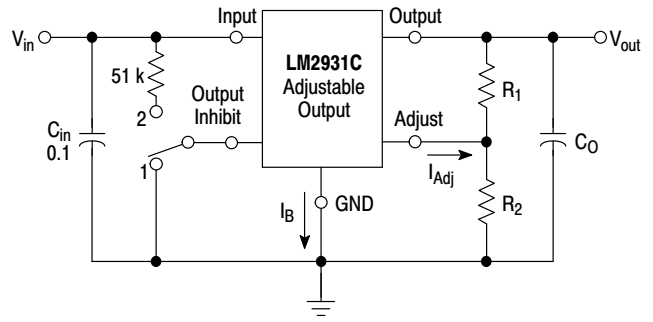 Input
Output
Vin
Vout
LM2931C
Adjustable
Output
51 k
R1
Output
Inhibit
2
Adjust
Cin
0.1
CO
1
IAdj
IB
GND
R2